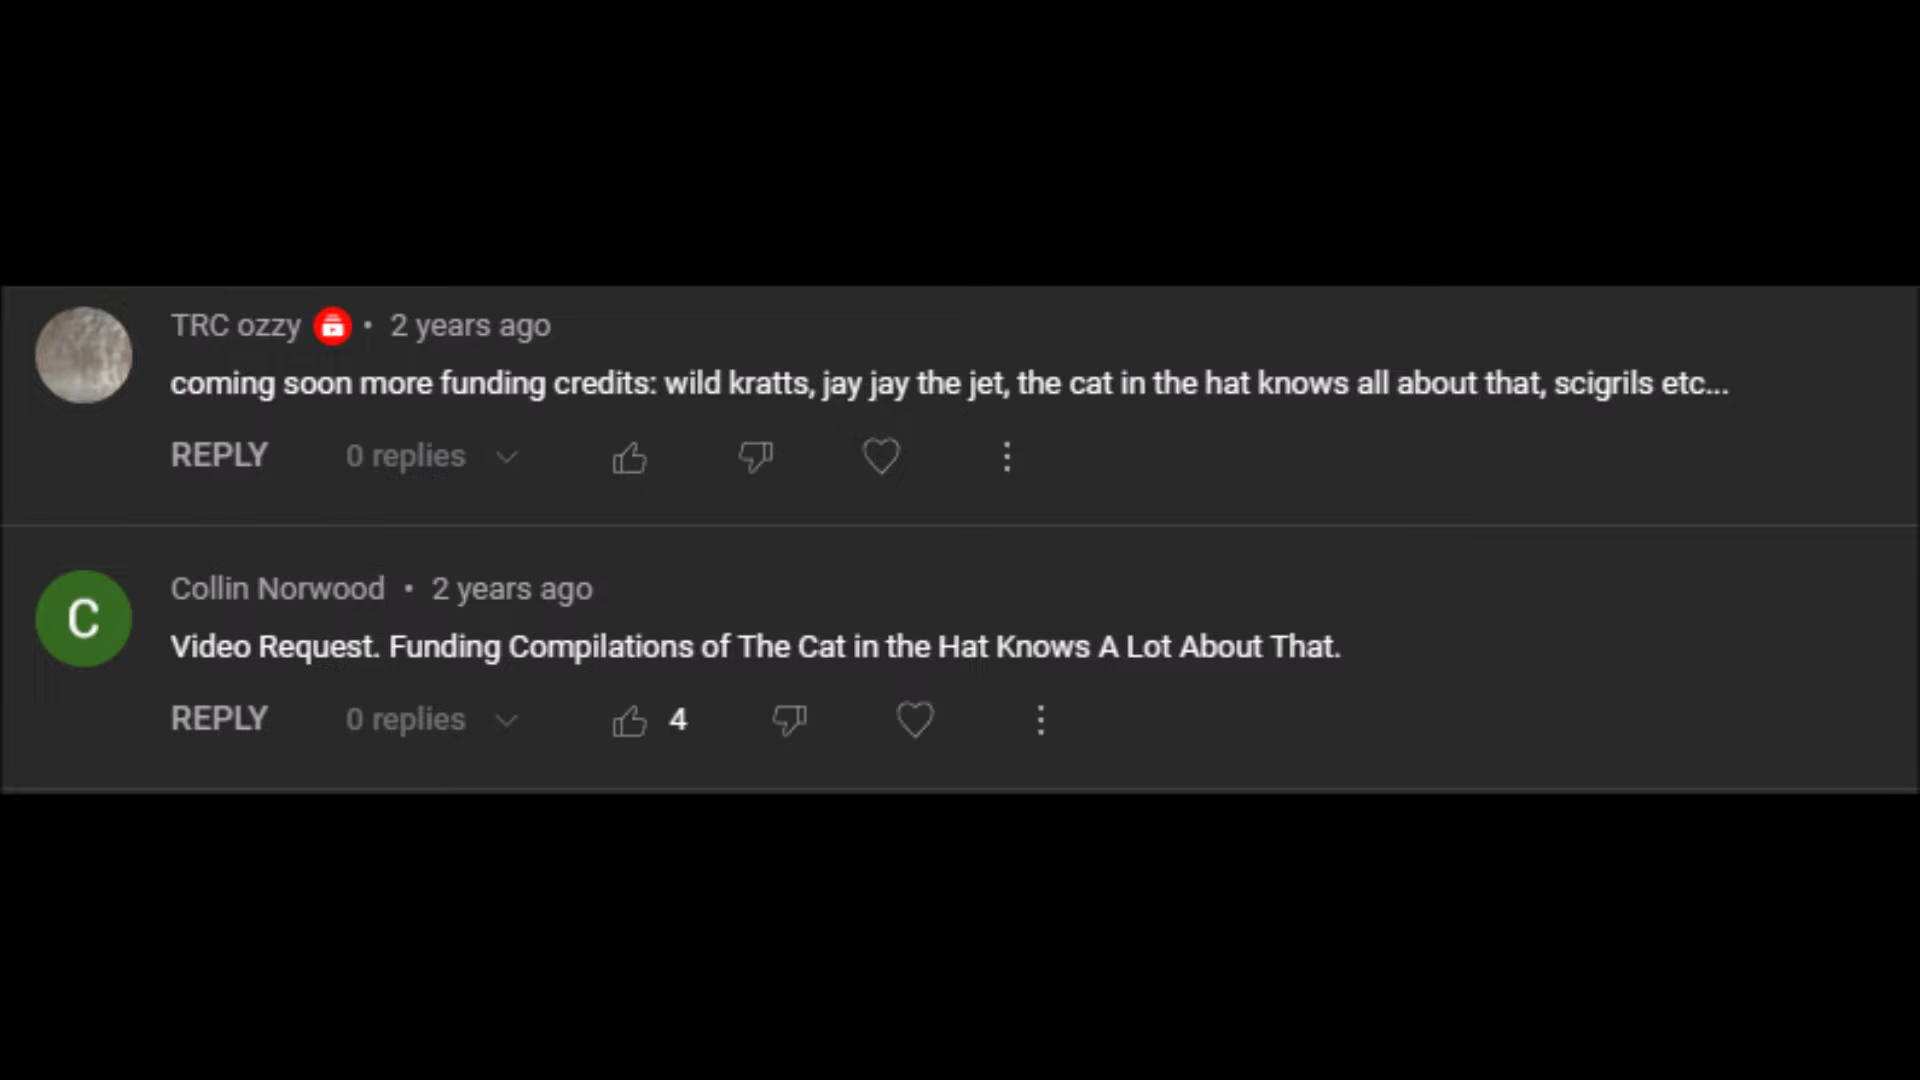 TRC ozzy • 2 years ago
coming soon more funding credits: wild kratts, jay jay the jet, the cat in the hat knows all about that, scigrils etc...
REPLY 0 replies
C
Collin Norwood • 2 years ago
Video Request. Funding Compilations of The Cat in the Hat Knows A Lot About That.
REPLY 0 replies 4